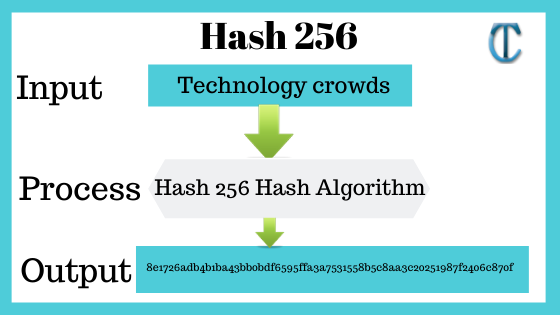 Hash 256
TC
Input
Technology crowds
Process
Hash 256 Hash Algorithm
Output
8e1726adb4b1ba43bb0bdf6595ffa3a7531558b5c8aa3c20251987f2406c870f